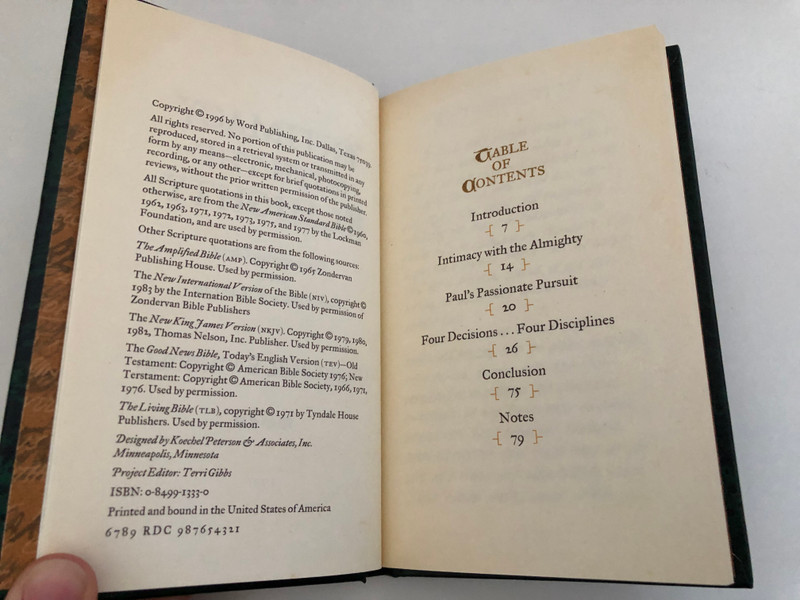 Copyright © 1996 by Word Publishing, Inc. Dallas, Texas 75039.
All rights reserved. No portion of this publication may be
reproduced, stored in a retrieval system or transmitted in any
form by any means—electronic, mechanical, photocopying,
recording, or any other—except for brief quotations in printed
reviews, without the prior written permission of the publisher.
All Scripture quotations in this book, except those noted
otherwise, are from the New American Standard Bible © 1960,
1962, 1963, 1971, 1972, 1973, 1975, and 1977 by the Lockman
Foundation, and are used by permission.
Other Scripture quotations are from the following sources:
The Amplified Bible (AMP). Copyright © 1965 Zondervan
Publishing House. Used by permission.
The New International Version of the Bible (NIV), copyright ©
1983 by the Internation Bible Society. Used by permission of
Zondervan Bible Publishers
The New King James Version (NKJV). Copyright © 1979, 1980,
1982, Thomas Nelson, Inc. Publisher. Used by permission.
The Good News Bible, Today's English Version (TEV)—Old
Testament: Copyright © American Bible Society 1976; New
Terstament: Copyright © American Bible Society, 1966, 1971,
1976. Used by permission.
The Living Bible (TLB), copyright © 1971 by Tyndale House
Publishers. Used by permission.
Designed by Koechel Peterson & Associates, Inc.
Minneapolis, Minnesota
Project Editor: Terri Gibbs
ISBN: 0-8499-1333-0
Printed and bound in the United States of America
6789 RDC 987654321
TABLE
OF
CONTENTS
Introduction
7
Intimacy with the Almighty
14
Paul's Passionate Pursuit
20
Four Decisions . . . Four Disciplines
26
Conclusion
75
Notes
79